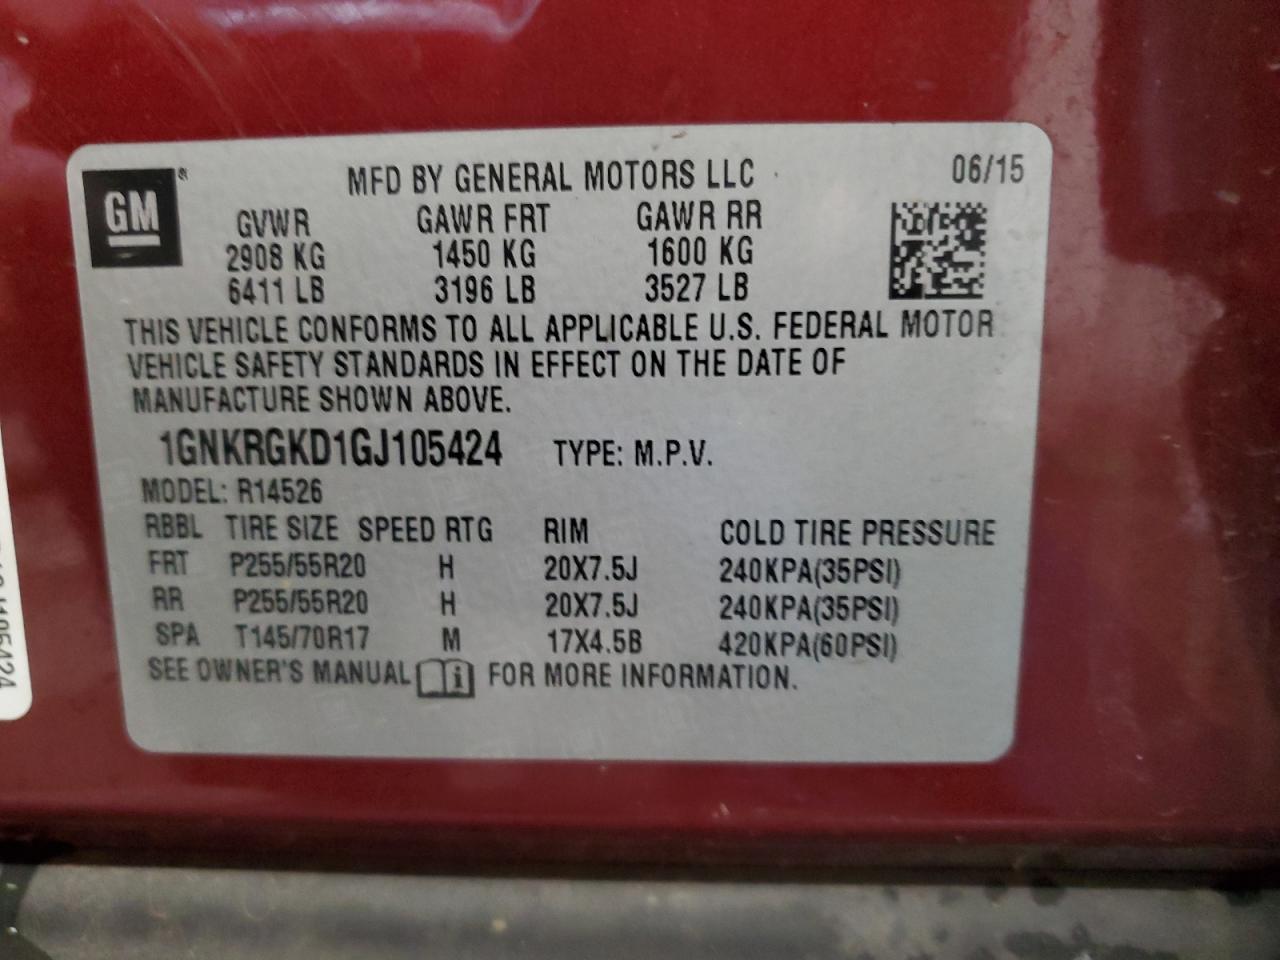 GM ® MFD BY GENERAL MOTORS LLC 06/15
GVWR GAWR FRT GAWR RR
2908 KG 1450 KG 1600 KG
6411 LB 3196 LB 3527 LB
THIS VEHICLE CONFORMS TO ALL APPLICABLE U.S. FEDERAL MOTOR
VEHICLE SAFETY STANDARDS IN EFFECT ON THE DATE OF
MANUFACTURE SHOWN ABOVE.
1GNKRGKD1GJ105424 TYPE: M.P.V.
MODEL: R14526
RBBL TIRE SIZE SPEED RTG RIM COLD TIRE PRESSURE
FRT P255/55R20 H 20X7.5J 240KPA(35PSI)
RR P255/55R20 H 20X7.5J 240KPA(35PSI)
SPA T145/70R17 M 17X4.5B 420KPA(60PSI)
SEE OWNER'S MANUAL i FOR MORE INFORMATION.